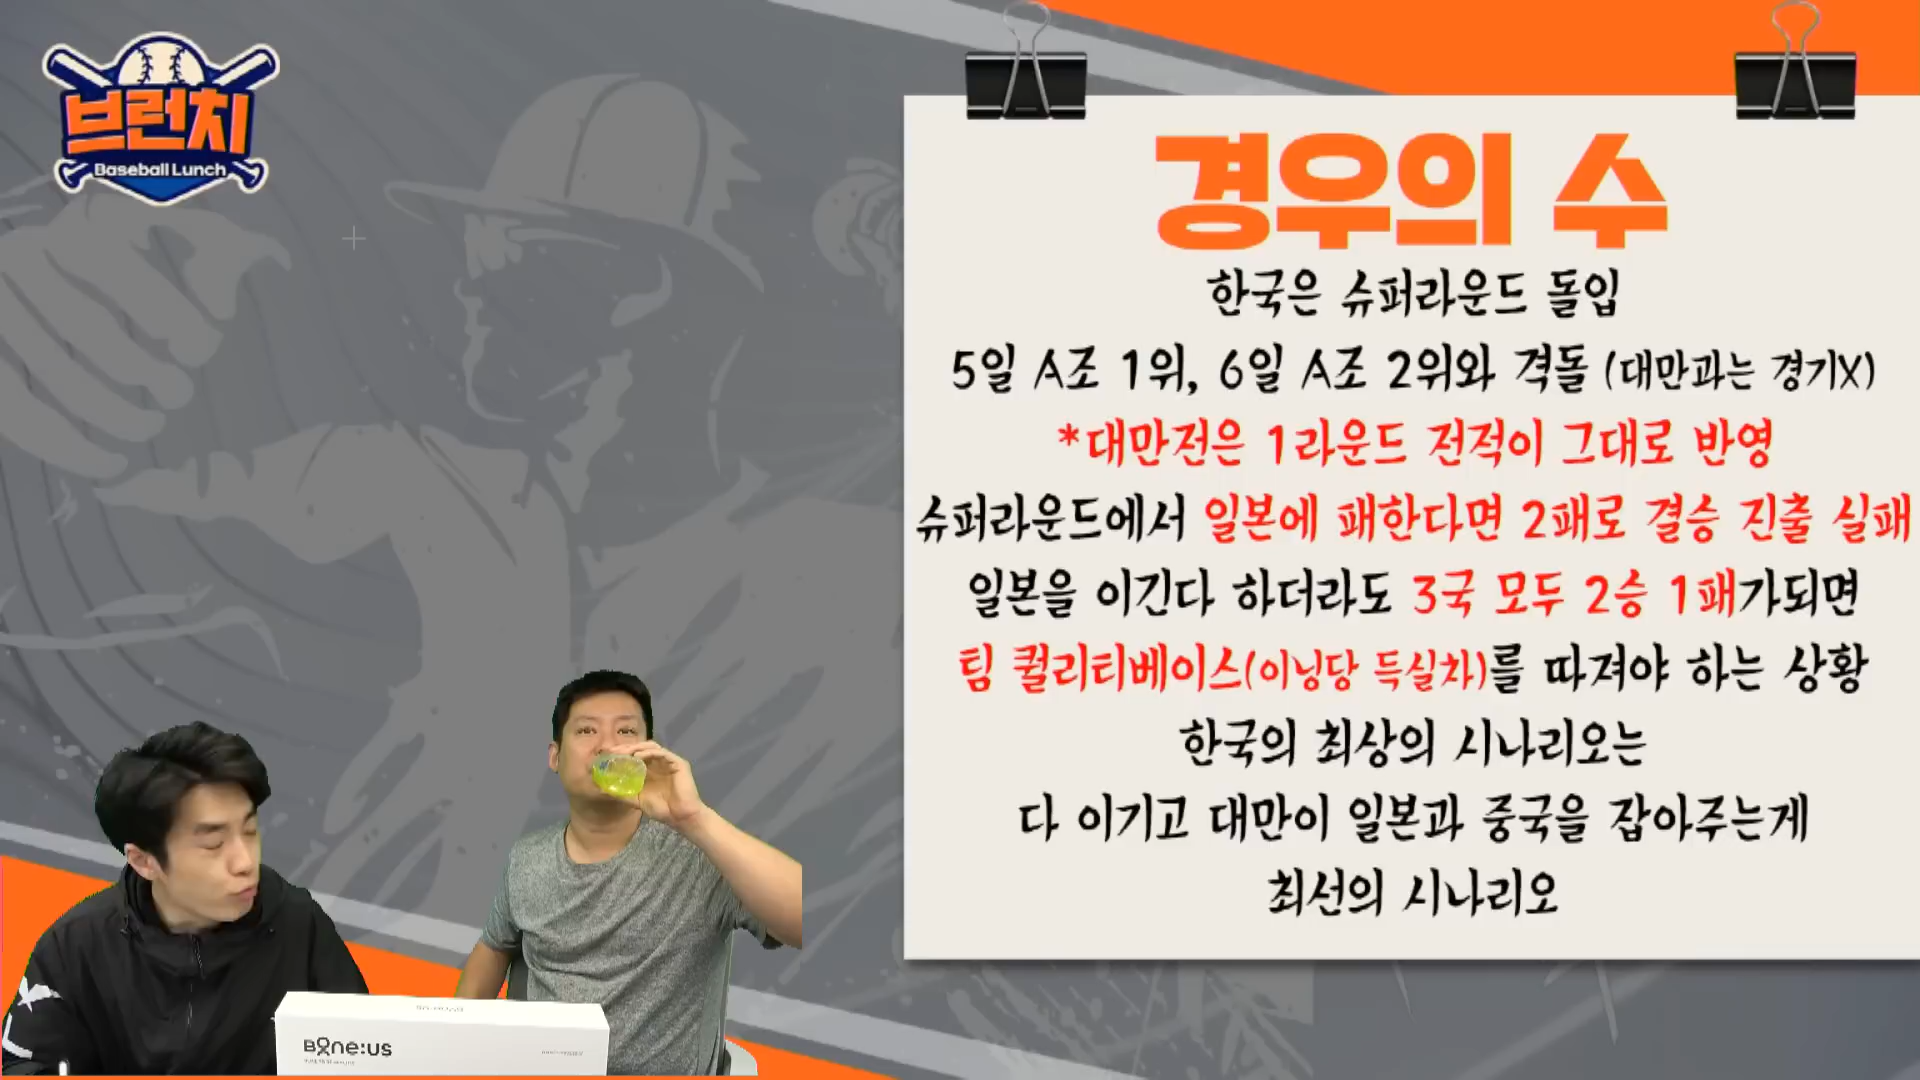 브런치
Baseball Lunch
경우의 수
한국은 슈퍼라운드 돌입
5일 A조 1위, 6일 A조 2위와 격돌 (대만과는 경기X)
*대만전은 1라운드 전적이 그대로 반영
슈퍼라운드에서 일본에 패한다면 2패로 결승 진출 실패
일본을 이긴다 하더라도 3국 모두 2승 1패가되면
팀 퀄리티베이스(이닝당 득실차)를 따져야 하는 상황
한국의 최상의 시나리오는
다 이기고 대만이 일본과 중국을 잡아주는게
최선의 시나리오
BONE:US